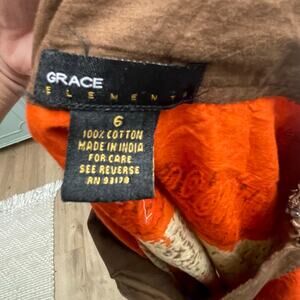 GRACE
ELEMENTS
6
100% COTTON
MADE IN INDIA
FOR CARE
SEE REVERSE
RN 93178